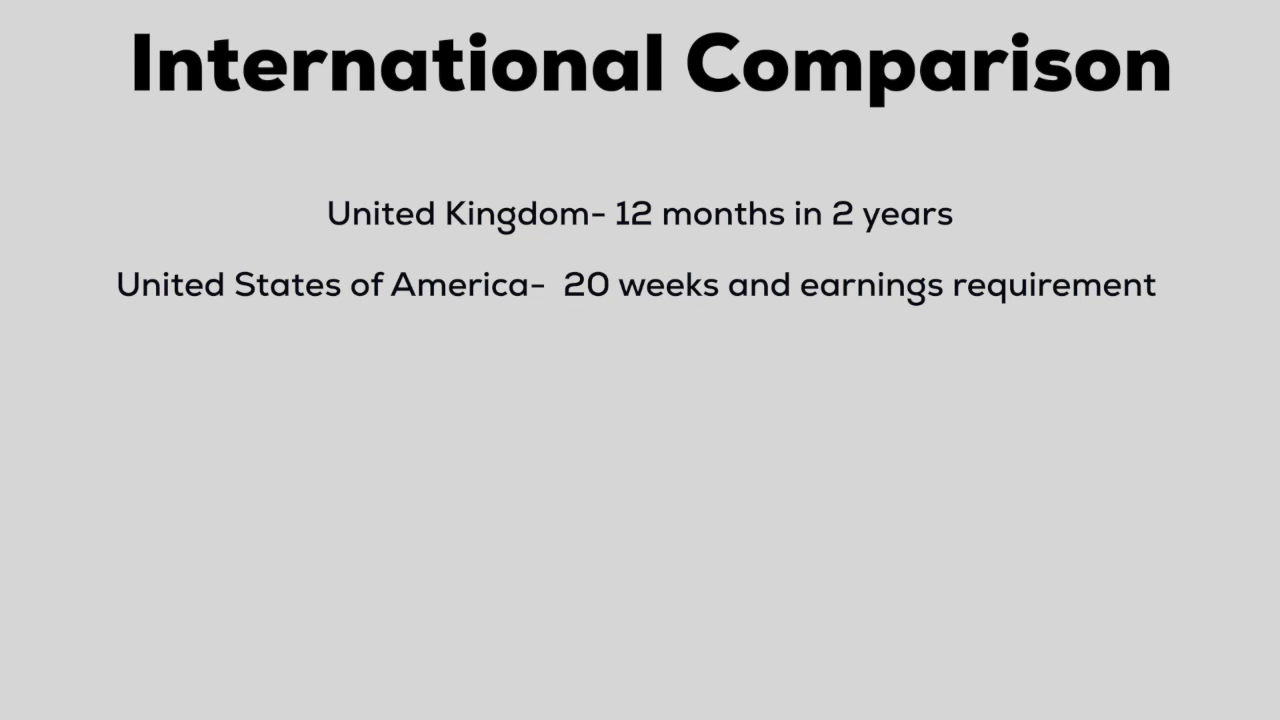 International Comparison
United Kingdom- 12 months in 2 years
United States of America-  20 weeks and earnings requirement